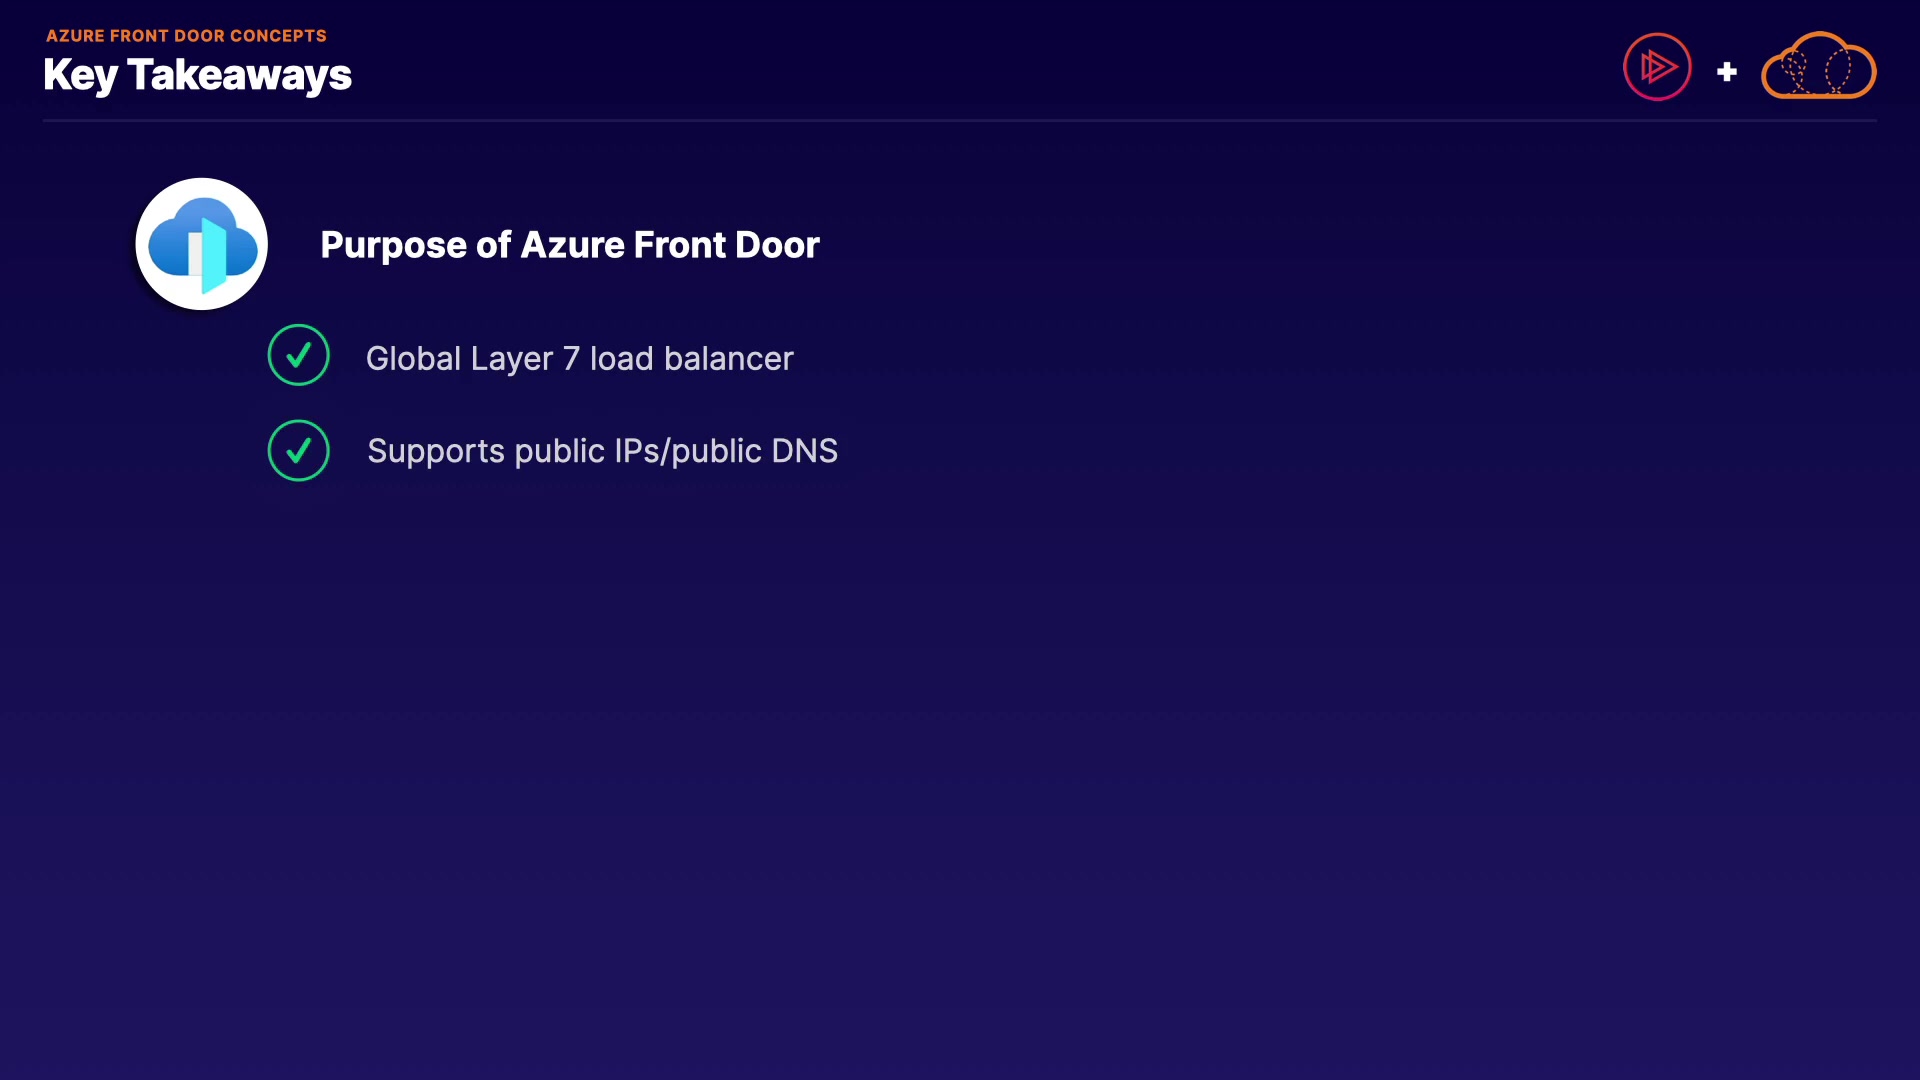 AZURE FRONT DOOR CONCEPTS
Key Takeaways
Purpose of Azure Front Door
Global Layer 7 load balancer
Supports public IPs/public DNS